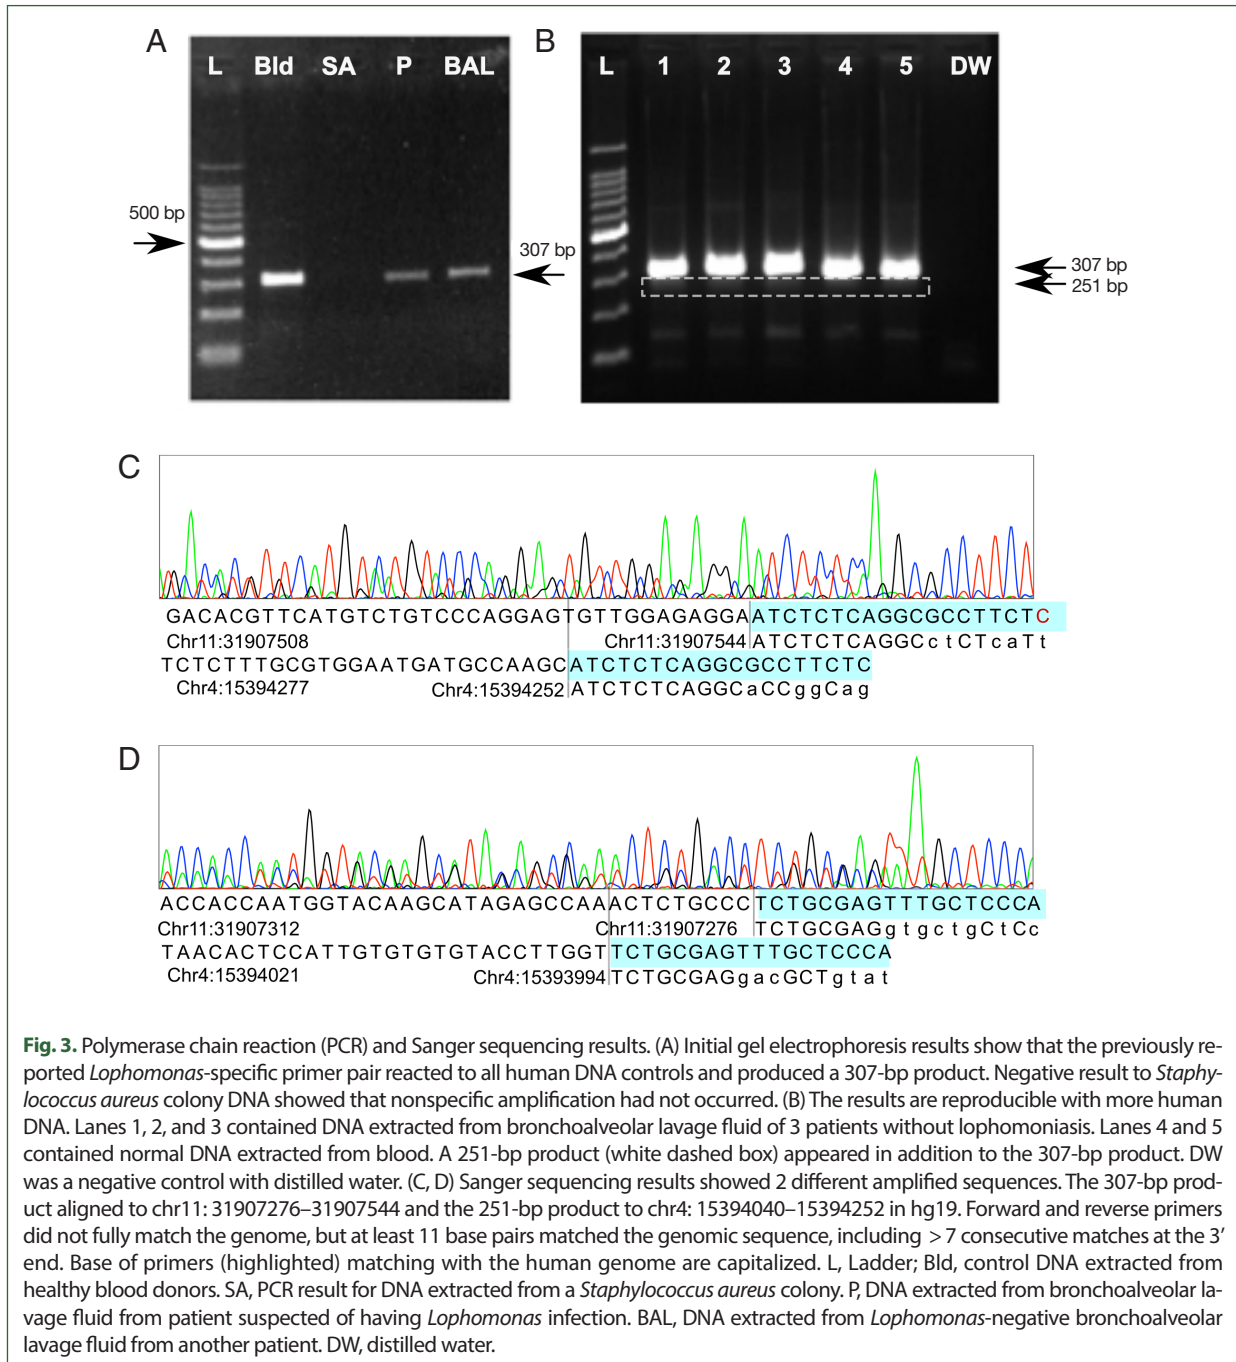 A
B
L Bld SA P BAL
L 1 2 3 4 5 DW
500 bp
307 bp
307 bp
251 bp
C
GACACGTTCATGTCTGTCCCAGGAGTGTTGGAGAGGAATCTCTCAGGCGCCTTCTC
Chr11:31907508 Chr11:31907544 ATCTCTCAGGCctCTcaTt
TCTCTTTGCGTGGAATGATGCCAAGCATCTCTCAGGCGCCTTCTC
Chr4:15394277 Chr4:15394252 ATCTCTCAGGCaCCggCag
D
ACCACCAATGGTACAAGCATAGAGCCAAACTCTGCCCTCTGCGAGTTTGCTCCCA
Chr11:31907312 Chr11:31907276 TCTGCGAGgtgctgCtCc
TAACACTCCATTGTGTGTGTACCTTGGTTCTGCGAGTTTGCTCCCA
Chr4:15394021 Chr4:15393994 TCTGCGAGgacGCTgtat
Fig. 3. Polymerase chain reaction (PCR) and Sanger sequencing results. (A) Initial gel electrophoresis results show that the previously re-
ported Lophomonas-specific primer pair reacted to all human DNA controls and produced a 307-bp product. Negative result to Staphy-
lococcus aureus colony DNA showed that nonspecific amplification had not occurred. (B) The results are reproducible with more human
DNA. Lanes 1, 2, and 3 contained DNA extracted from bronchoalveolar lavage fluid of 3 patients without lophomoniasis. Lanes 4 and 5
contained normal DNA extracted from blood. A 251-bp product (white dashed box) appeared in addition to the 307-bp product. DW
was a negative control with distilled water. (C, D) Sanger sequencing results showed 2 different amplified sequences. The 307-bp prod-
uct aligned to chr11: 31907276–31907544 and the 251-bp product to chr4: 15394040–15394252 in hg19. Forward and reverse primers
did not fully match the genome, but at least 11 base pairs matched the genomic sequence, including >7 consecutive matches at the 3′
end. Base of primers (highlighted) matching with the human genome are capitalized. L, Ladder; Bld, control DNA extracted from
healthy blood donors. SA, PCR result for DNA extracted from a Staphylococcus aureus colony. P, DNA extracted from bronchoalveolar la-
vage fluid from patient suspected of having Lophomonas infection. BAL, DNA extracted from Lophomonas-negative bronchoalveolar
lavage fluid from another patient. DW, distilled water.